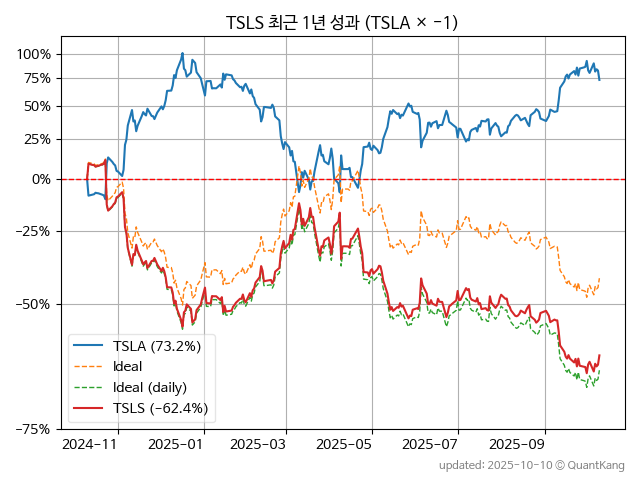 TSLS 최근 1년 성과 (TSLA × −1)
100%
75%
50%
25%
0%
−25%
−50%
−75%
TSLA (73.2%)
Ideal
Ideal (daily)
TSLS (−62.4%)
2024−11
2025−01
2025−03
2025−05
2025−07
2025−09
updated: 2025-10-10 © QuantKang